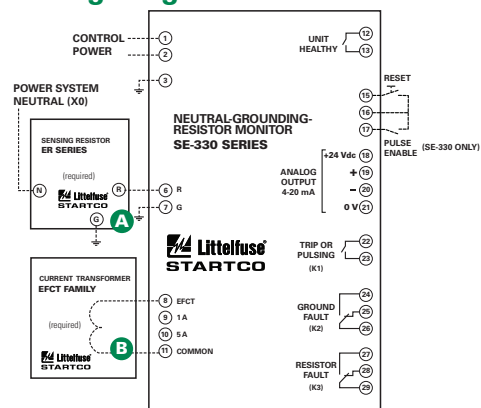 CONTROL
POWER
1
2
3
POWER SYSTEM
NEUTRAL (X0)
SENSING RESISTOR
ER SERIES
(required)
N
R
Littelfuse®
STARTCO
G
A
6 R
7 G
NEUTRAL-GROUNDING-
RESISTOR MONITOR
SE-330 SERIES
Littelfuse®
STARTCO
CURRENT TRANSFORMER
EFCT FAMILY
(required)
B
Littelfuse®
STARTCO
8 EFCT
9 1 A
10 5 A
11 COMMON
UNIT
HEALTHY
12
13
RESET
15
16
17
PULSE
ENABLE
(SE-330 ONLY)
ANALOG
OUTPUT
4-20 mA
+24 Vdc 18
+ 19
− 20
0 V 21
TRIP OR
PULSING
(K1)
22
23
GROUND
FAULT
(K2)
24
25
26
RESISTOR
FAULT
(K3)
27
28
29